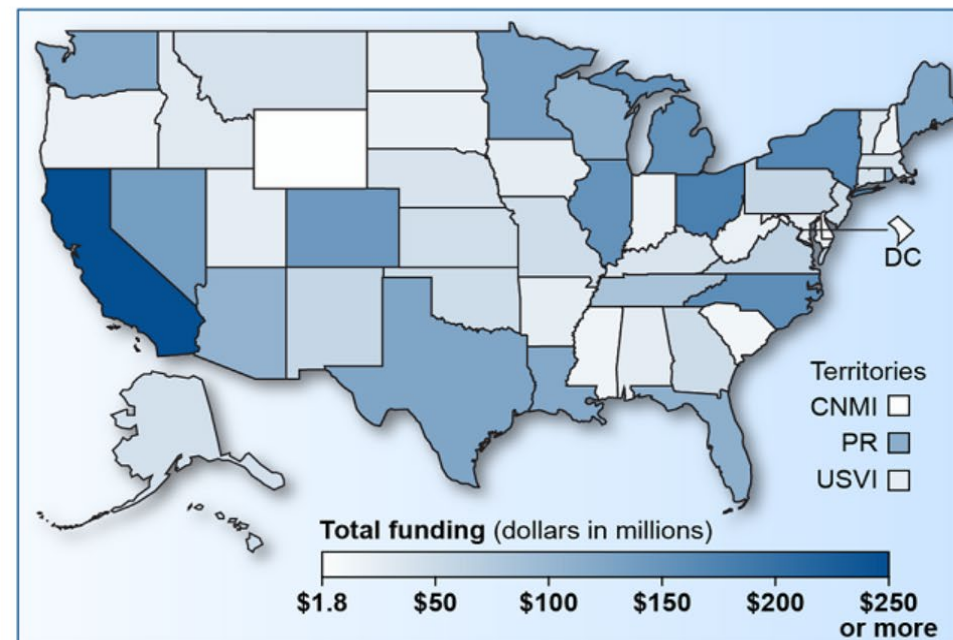 DC
Territories
CNMI
PR
USVI
Total funding (dollars in millions)
$1.8 $50 $100 $150 $200 $250
or more